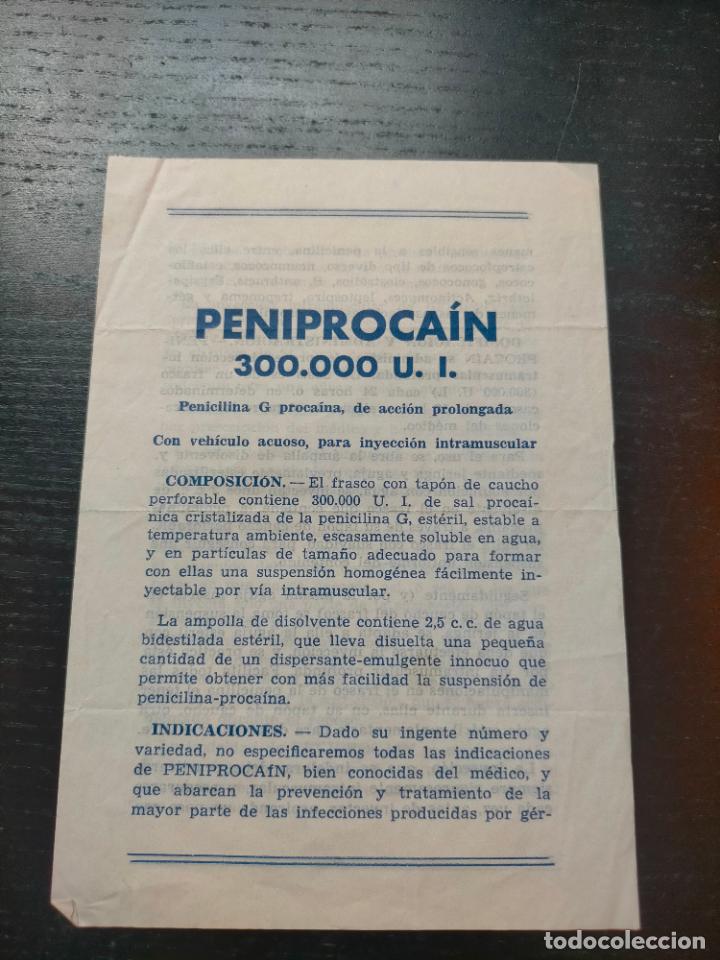 PENIPROCAÍN
300.000 U. I.
Penicilina G procaína, de acción prolongada
Con vehículo acuoso, para inyección intramuscular
COMPOSICIÓN. — El frasco con tapón de caucho
perforable contiene 300.000 U. I. de sal procaí-
nica cristalizada de la penicilina G, estéril, estable a
temperatura ambiente, escasamente soluble en agua,
y en partículas de tamaño adecuado para formar
con ellas una suspensión homogénea fácilmente in-
yectable por vía intramuscular.
La ampolla de disolvente contiene 2,5 c. c. de agua
bidestilada estéril, que lleva disuelta una pequeña
cantidad de un dispersante-emulgente innocuo que
permite obtener con más facilidad la suspensión de
penicilina-procaína.
INDICACIONES. — Dado su ingente número y
variedad, no especificaremos todas las indicaciones
de PENIPROCAÍN, bien conocidas del médico, y
que abarcan la prevención y tratamiento de la
mayor parte de las infecciones producidas por gér-
todocoleccion
todocoleccion.net